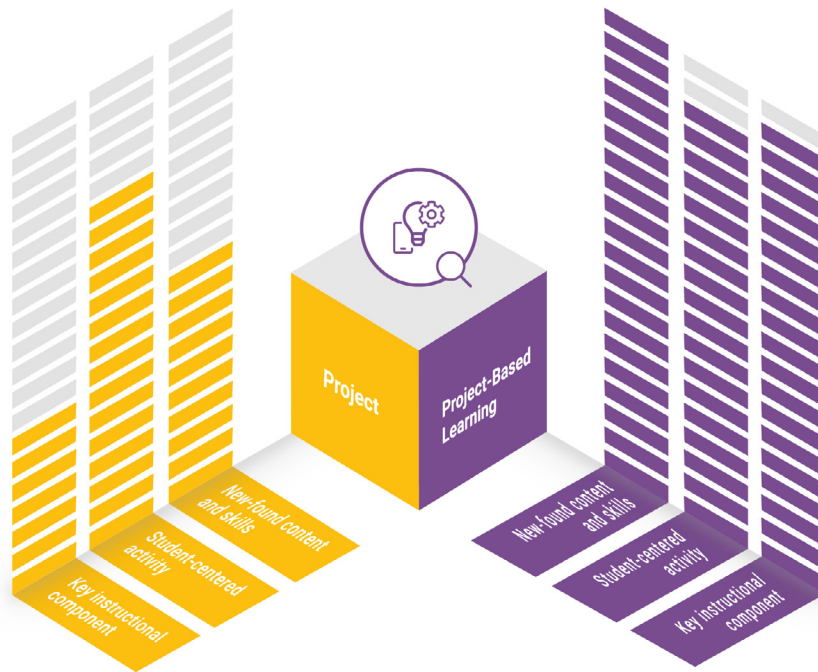 Project
Project-Based
Learning
New-found content
and skills
Student-centered
activity
Key instructional
component
New-found content
and skills
Student-centered
activity
Key instructional
component